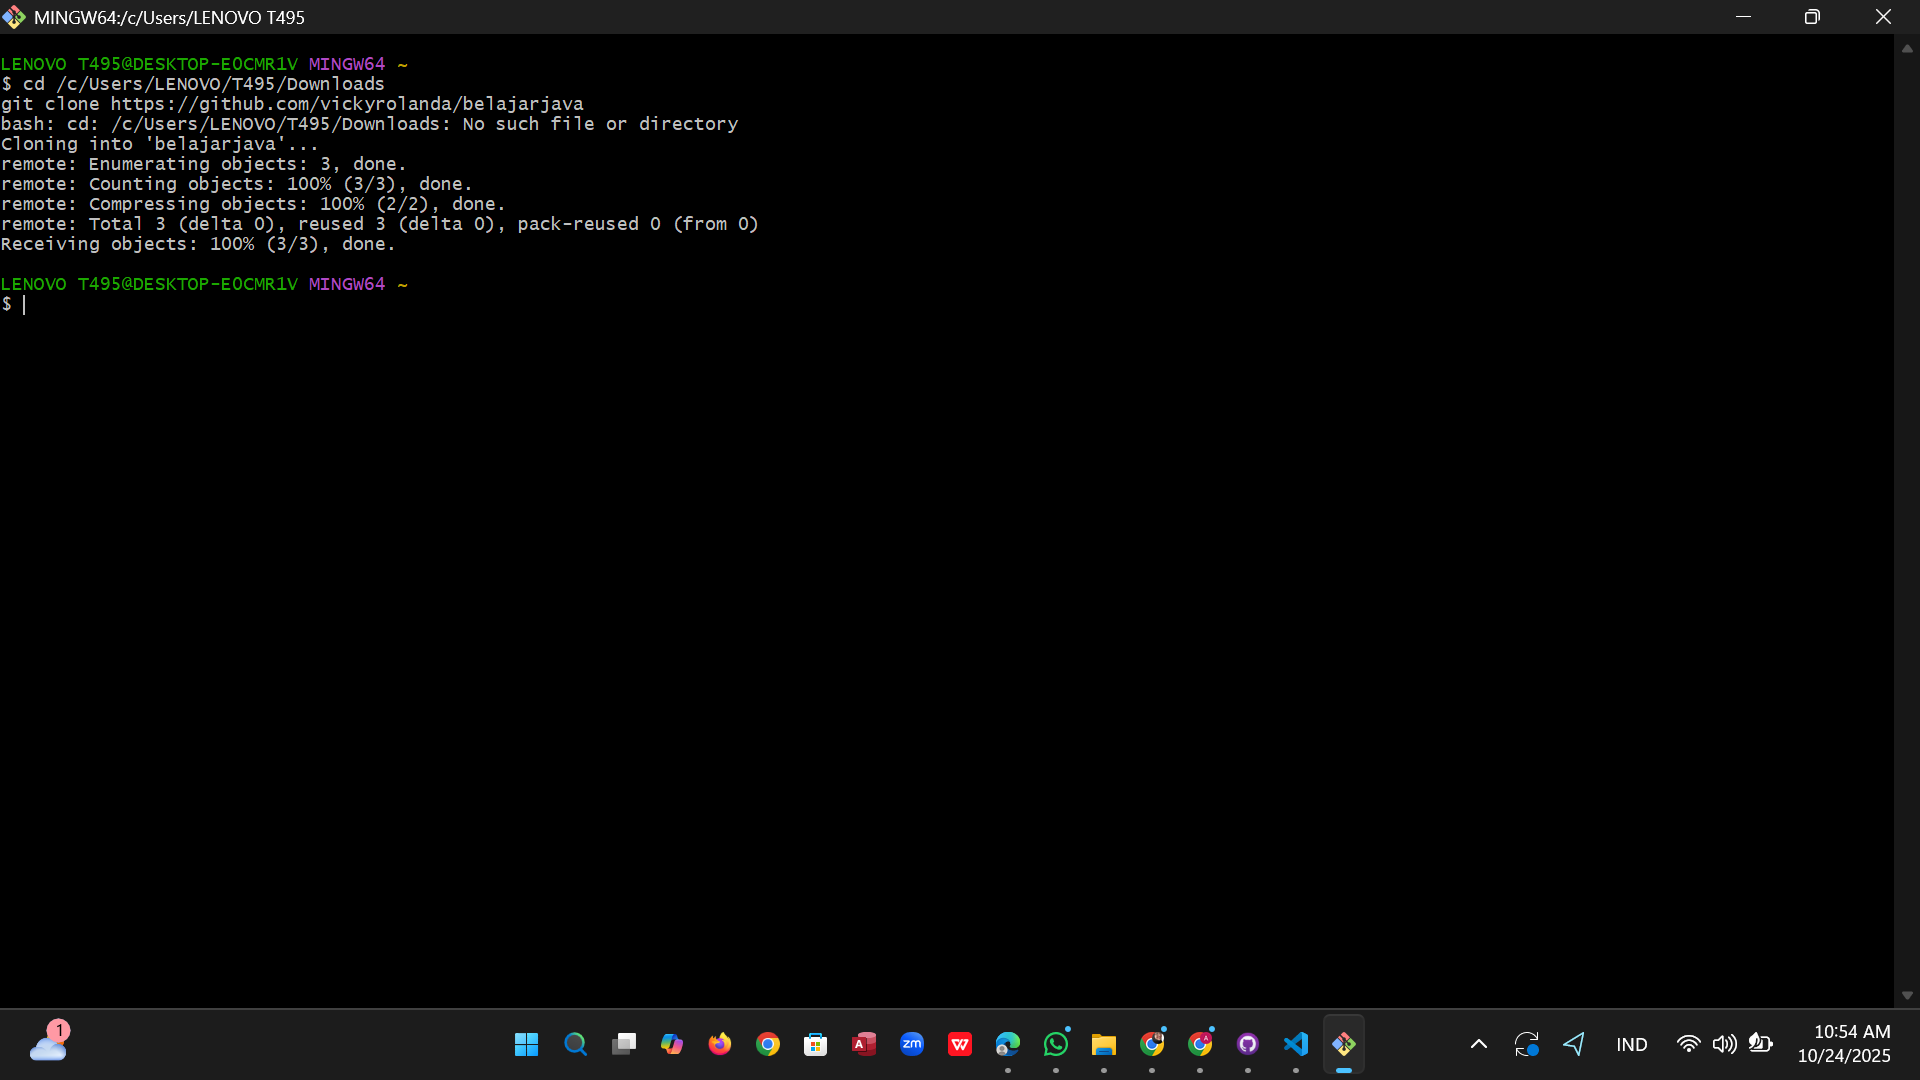 MINGW64:/c/Users/LENOVO T495
LENOVO T495@DESKTOP-E0CMR1V MINGW64 ~
$ cd /c/Users/LENOVO/T495/Downloads
git clone https://github.com/vickyrolanda/belajarjava
bash: cd: /c/Users/LENOVO/T495/Downloads: No such file or directory
Cloning into 'belajarjava'...
remote: Enumerating objects: 3, done.
remote: Counting objects: 100% (3/3), done.
remote: Compressing objects: 100% (2/2), done.
remote: Total 3 (delta 0), reused 3 (delta 0), pack-reused 0 (from 0)
Receiving objects: 100% (3/3), done.
LENOVO T495@DESKTOP-E0CMR1V MINGW64 ~
$
1
A
zm
W
A
IND
10:54 AM
10/24/2025